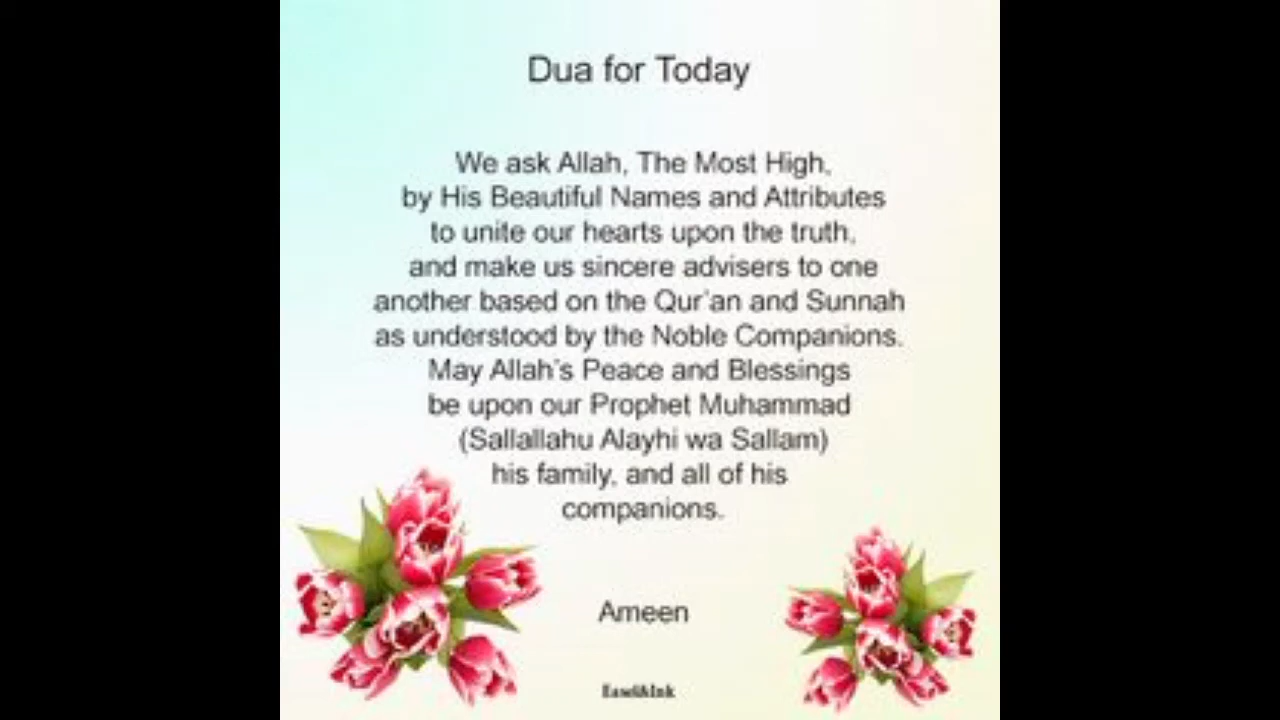 Dua for Today
We ask Allah, The Most High,
by His Beautiful Names and Attributes
to unite our hearts upon the truth,
and make us sincere advisers to one
another based on the Qur'an and Sunnah
as understood by the Noble Companions.
May Allah's Peace and Blessings
be upon our Prophet Muhammad
(Sallallahu Alayhi wa Sallam)
his family, and all of his
companions.
Ameen